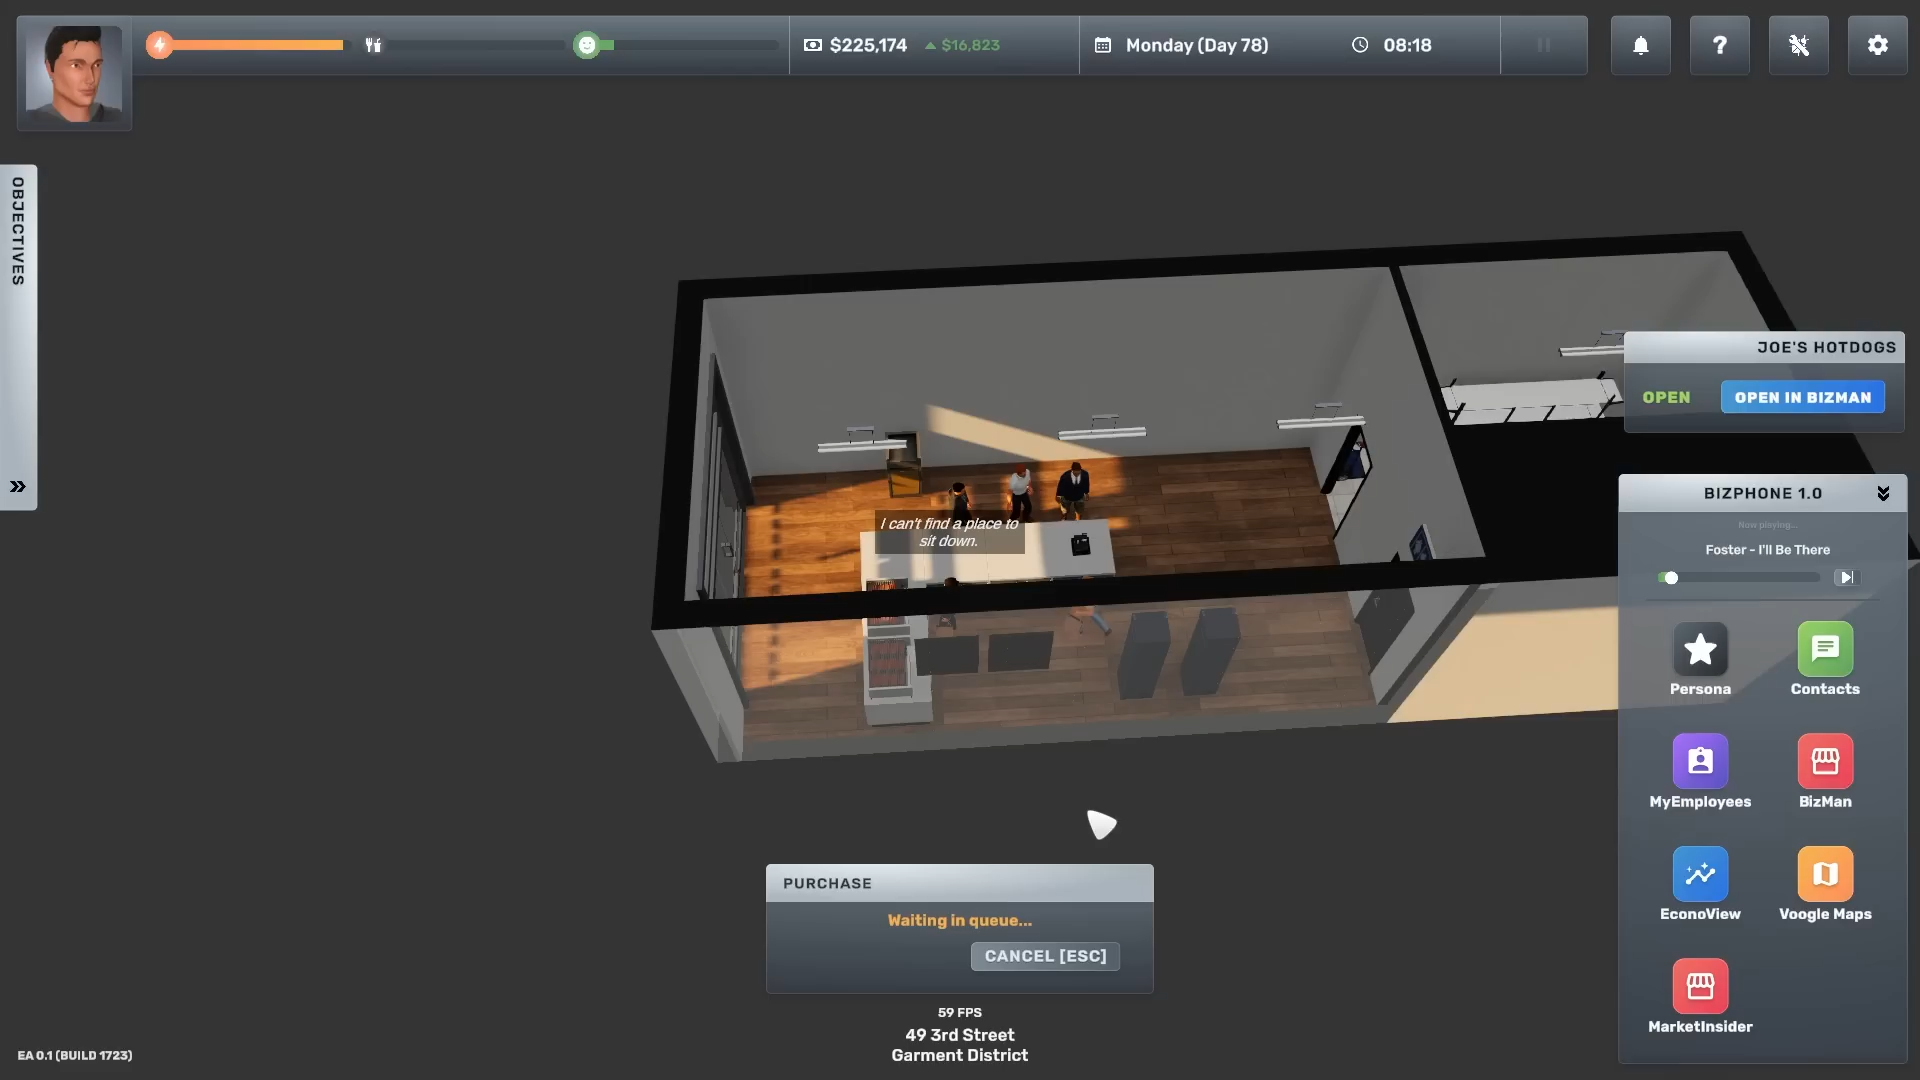 $225,174
$16,823
Monday (Day 78)
08:18
?
OBJECTIVES
JOE'S HOTDOGS
OPEN
OPEN IN BIZMAN
I can't find a place to
sit down.
BIZPHONE 1.0
Now playing...
Foster - I'll Be There
Persona
Contacts
MyEmployees
BizMan
EconoView
Voogle Maps
MarketInsider
PURCHASE
Waiting in queue...
CANCEL [ESC]
59 FPS
49 3rd Street
Garment District
EA 0.1 (BUILD 1723)